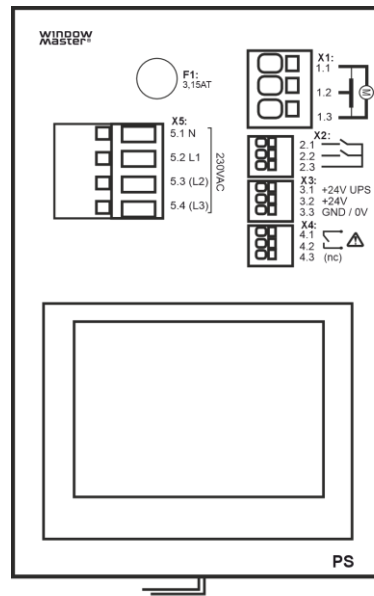 WINDOW
Master®
F1:
3,15AT
X1:
1.1
1.2
1.3
M
X5:
5.1 N
5.2 L1
5.3 (L2)
5.4 (L3)
230VAC
X2:
2.1
2.2
2.3
X3:
3.1 +24V UPS
3.2 +24V
3.3 GND / 0V
X4:
4.1
4.2
4.3 (nc)
PS